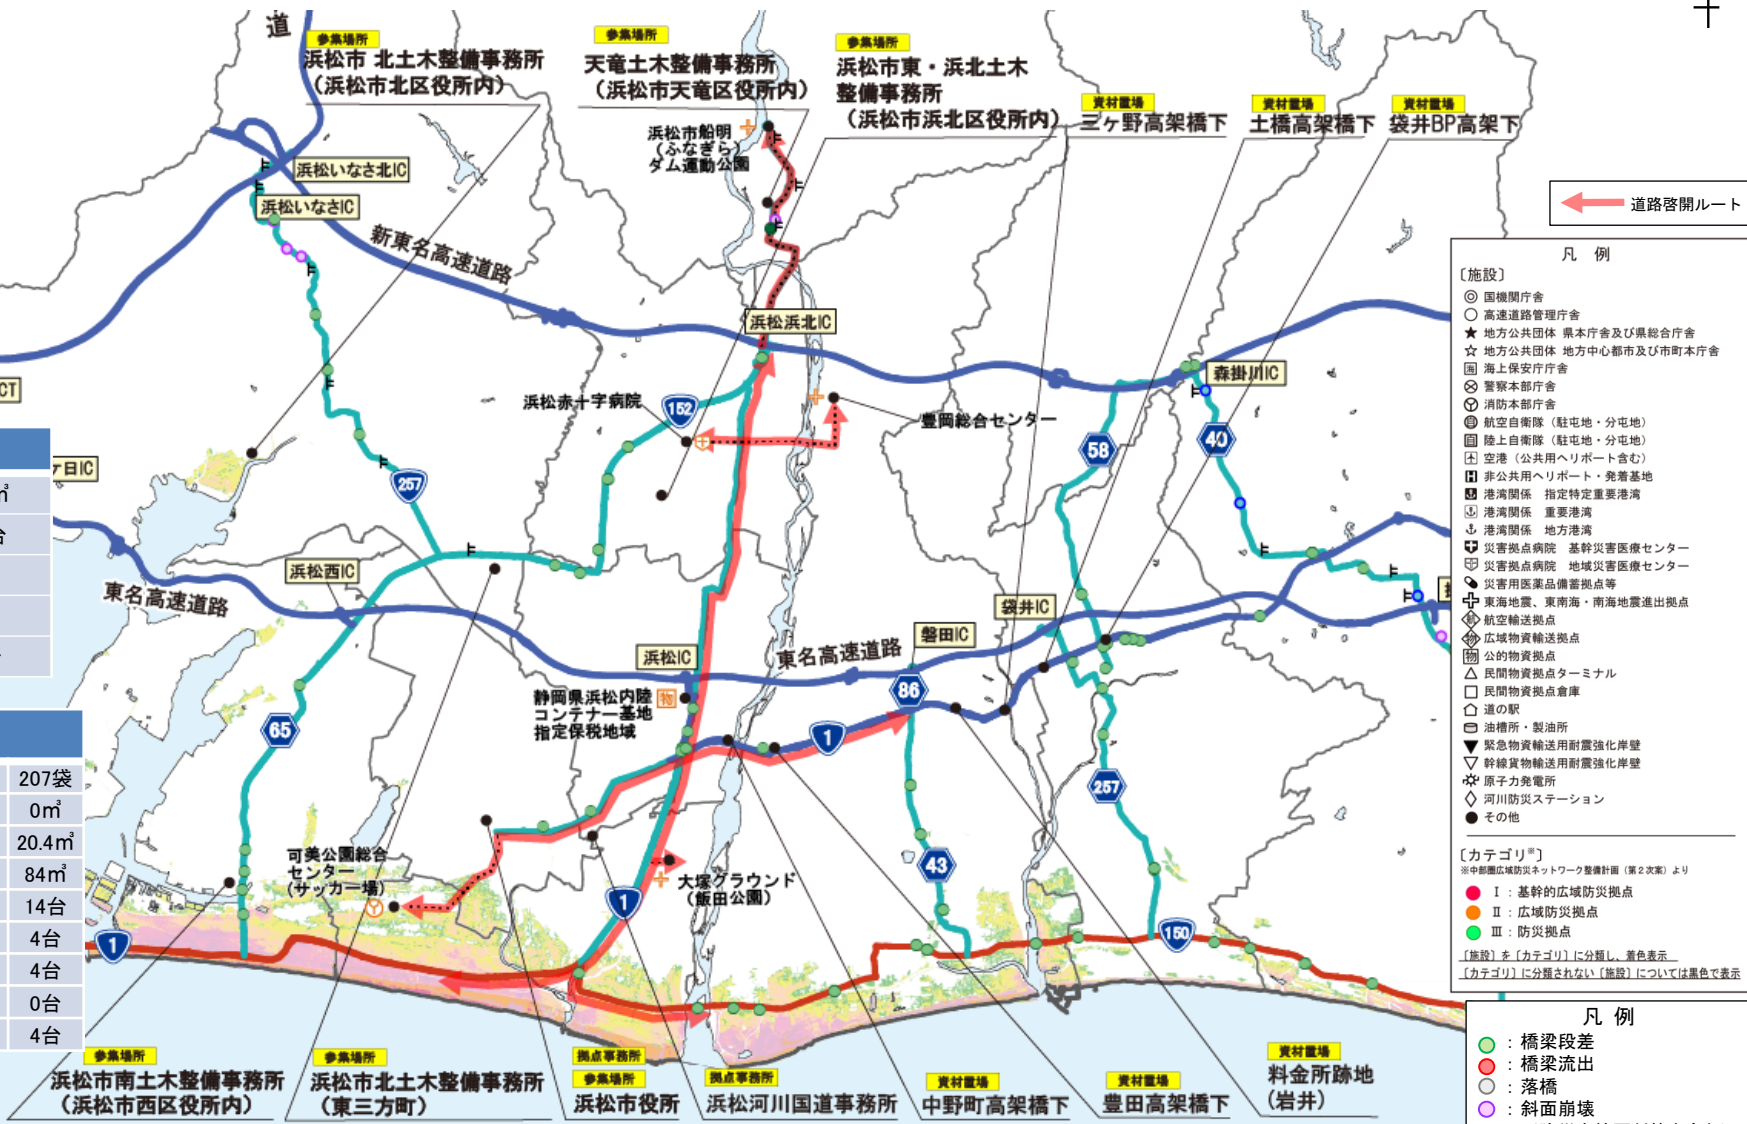 道
参集場所
浜松市 北土木整備事務所
（浜松市北区役所内）
参集場所
天竜土木整備事務所
（浜松市天竜区役所内）
参集場所
浜松市東・浜北土木
整備事務所
（浜松市浜北区役所内）
資材置場
三ヶ野高架橋下
資材置場
土橋高架橋下
資材置場
袋井BP高架下
浜松市船明
（ふなぎら）
ダム運動公園
浜松いなさ北IC
浜松いなさIC
新東名高速道路
浜松浜北IC
森掛川IC
CT
ケ日IC
浜松赤十字病院
152
豊岡総合センター
58
40
257
浜松西IC
東名高速道路
袋井IC
磐田IC
浜松IC
東名高速道路
静岡県浜松内陸
コンテナー基地
指定保税地域
物
65
86
1
257
43
1
150
1
可美公園総合
センター
（サッカー場）
大塚グラウンド
（飯田公園）
㎥
台
207袋
0㎥
20.4㎥
84㎥
14台
4台
4台
0台
4台
参集場所
浜松市南土木整備事務所
（浜松市西区役所内）
参集場所
浜松市北土木整備事務所
（東三方町）
拠点事務所
参集場所
浜松市役所
拠点事務所
浜松河川国道事務所
資材置場
中野町高架橋下
資材置場
豊田高架橋下
資材置場
料金所跡地
（岩井）
道路啓開ルート
凡 例
〔施設〕
国機関庁舎
高速道路管理庁舎
地方公共団体 県本庁舎及び県総合庁舎
地方公共団体 地方中心都市及び市町本庁舎
海 海上保安庁庁舎
警察本部庁舎
消防本部庁舎
航空自衛隊（駐屯地・分屯地）
陸上自衛隊（駐屯地・分屯地）
空港（公共用ヘリポート含む）
H 非公共用ヘリポート・発着基地
港湾関係 指定特定重要港湾
港湾関係 重要港湾
港湾関係 地方港湾
災害拠点病院 基幹災害医療センター
災害拠点病院 地域災害医療センター
災害用医薬品備蓄拠点等
東海地震、東南海・南海地震進出拠点
航 航空輸送拠点
物 広域物資輸送拠点
物 公的物資拠点
民間物資拠点ターミナル
民間物資拠点倉庫
道の駅
油槽所・製油所
緊急物資輸送用耐震強化岸壁
幹線貨物輸送用耐震強化岸壁
原子力発電所
河川防災ステーション
その他
〔カテゴリ※〕
※中部圏広域防災ネットワーク整備計画（第２次案）より
Ⅰ：基幹的広域防災拠点
Ⅱ：広域防災拠点
Ⅲ：防災拠点
〔施設〕を〔カテゴリ〕に分類し、着色表示
〔カテゴリ〕に分類されない〔施設〕については黒色で表示
凡 例
：橋梁段差
：橋梁流出
：落橋
：斜面崩壊